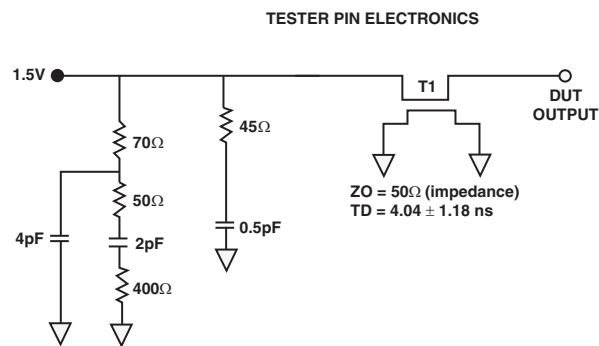 TESTER PIN ELECTRONICS
1.5V
T1
DUT
OUTPUT
70Ω
45Ω
50Ω
4pF
2pF
0.5pF
400Ω
ZO = 50Ω (impedance)
TD = 4.04 ± 1.18 ns